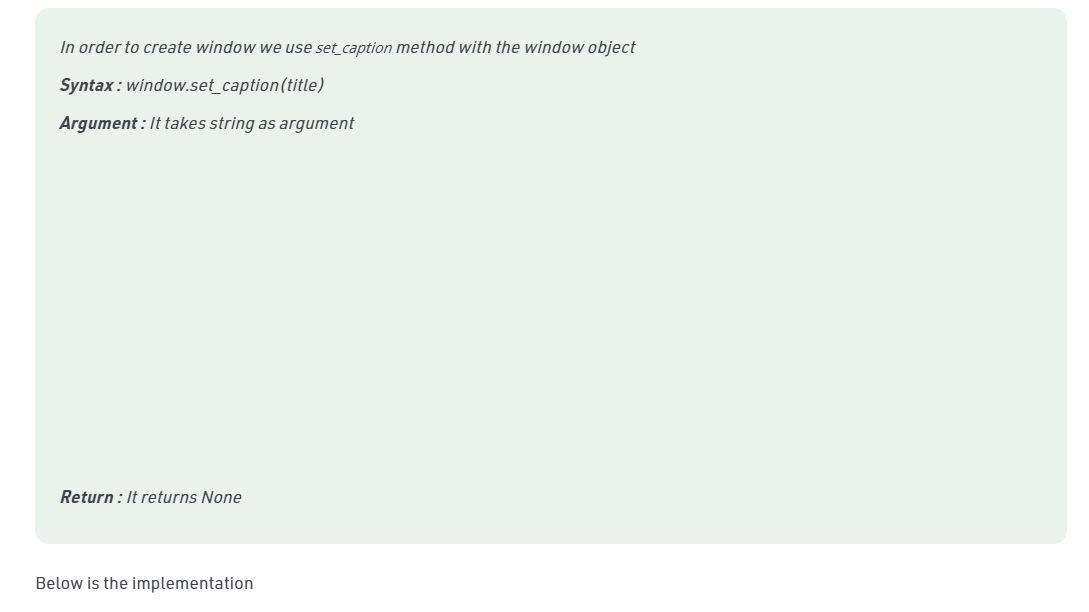 In order to create window we use set_caption method with the window object
Syntax : window.set_caption(title)
Argument : It takes string as argument
Return : It returns None
Below is the implementation